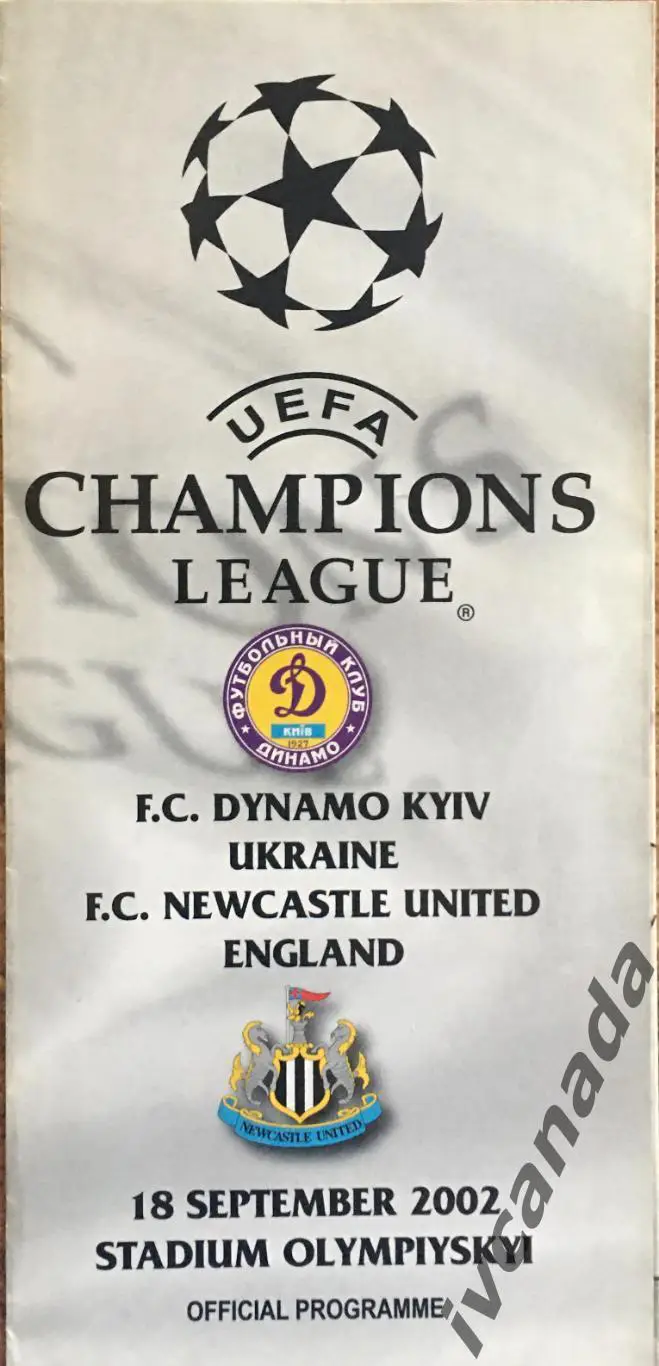 UEFA
CHAMPIONS
LEAGUE®
ФУТБОЛЬНЫЙ КЛУБ
КИЇВ
1927
★ ДИНАМО ★
F.C. DYNAMO KYIV
UKRAINE
F.C. NEWCASTLE UNITED
ENGLAND
NEWCASTLE UNITED
18 SEPTEMBER 2002
STADIUM OLYMPIYSKYI
OFFICIAL PROGRAMME
ivcanada